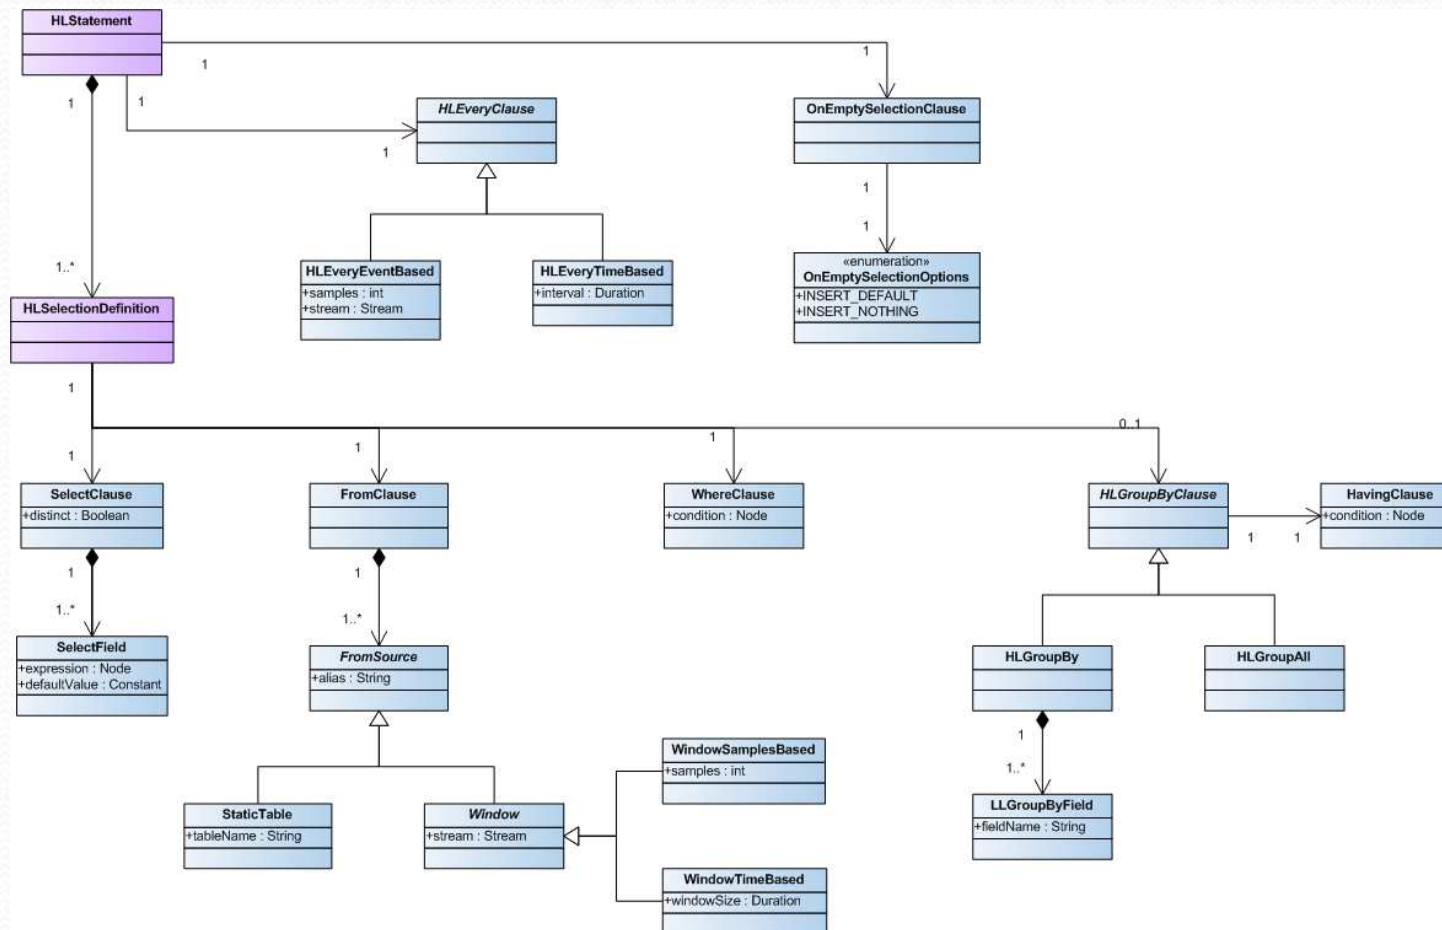 HLStatement
1
1
1
1
HLEveryClause
1
OnEmptySelectionClause
1
1
1..*
HLEveryEventBased
+samples : int
+stream : Stream
HLEveryTimeBased
+interval : Duration
«enumeration»
OnEmptySelectionOptions
+INSERT_DEFAULT
+INSERT_NOTHING
HLSelectionDefinition
1
1
1
1
0..1
SelectClause
+distinct : Boolean
FromClause
WhereClause
+condition : Node
HLGroupByClause
1
1
HavingClause
+condition : Node
1
1..*
1
1..*
SelectField
+expression : Node
+defaultValue : Constant
FromSource
+alias : String
HLGroupBy
HLGroupAll
1
1..*
StaticTable
+tableName : String
Window
+stream : Stream
WindowSamplesBased
+samples : int
LLGroupByField
+fieldName : String
WindowTimeBased
+windowSize : Duration